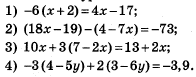 1) −6(x+2)=4x−17;
2) (18x−19)−(4−7x)=−73;
3) 10x+3(7−2x)=13+2x;
4) −3(4−5y)+2(3−6y)=−3,9.